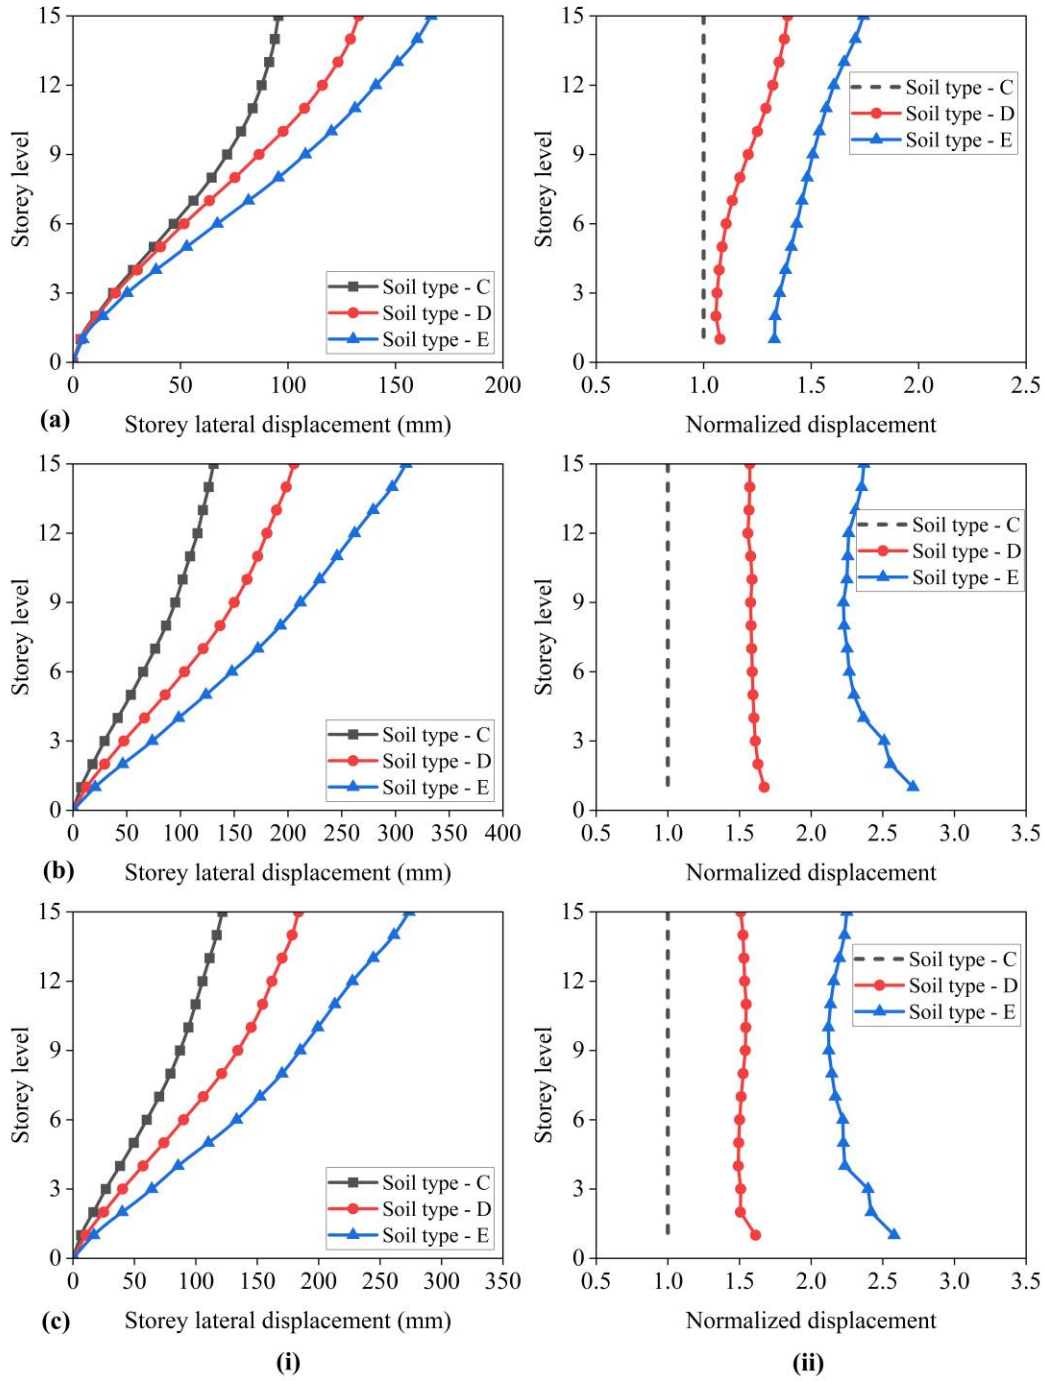 15
12
9
6
3
0
Storey level
Soil type - C
Soil type - D
Soil type - E
0 50 100 150 200
Storey lateral displacement (mm)
(a)
15
12
9
6
3
0
Storey level
Soil type - C
Soil type - D
Soil type - E
0.5 1.0 1.5 2.0 2.5
Normalized displacement
15
12
9
6
3
0
Storey level
Soil type - C
Soil type - D
Soil type - E
0 50 100 150 200 250 300 350 400
Storey lateral displacement (mm)
(b)
15
12
9
6
3
0
Storey level
Soil type - C
Soil type - D
Soil type - E
0.5 1.0 1.5 2.0 2.5 3.0 3.5
Normalized displacement
15
12
9
6
3
0
Storey level
Soil type - C
Soil type - D
Soil type - E
0 50 100 150 200 250 300 350
Storey lateral displacement (mm)
(c)
15
12
9
6
3
0
Storey level
Soil type - C
Soil type - D
Soil type - E
0.5 1.0 1.5 2.0 2.5 3.0 3.5
Normalized displacement
(i)
(ii)